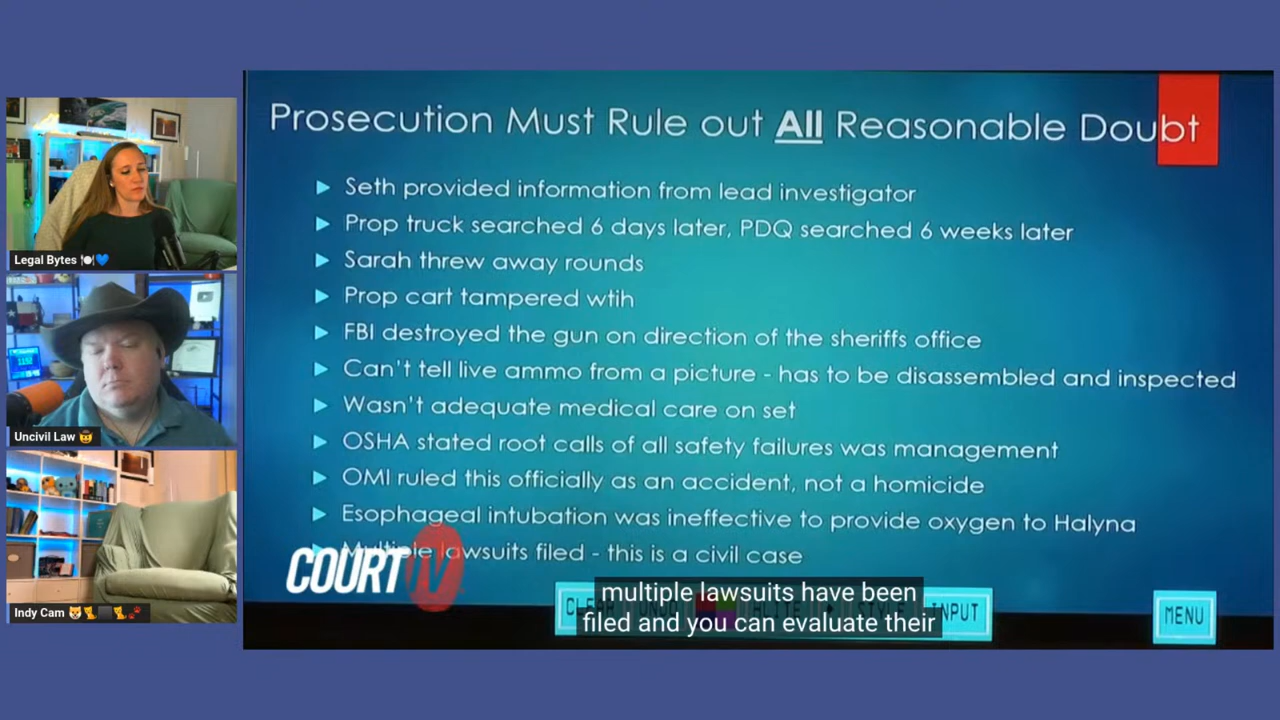 Prosecution Must Rule out All Reasonable Doubt
Seth provided information from lead investigator
Prop truck searched 6 days later, PDQ searched 6 weeks later
Sarah threw away rounds
Prop cart tampered wtih
FBI destroyed the gun on direction of the sheriffs office
Can't tell live ammo from a picture - has to be disassembled and inspected
Wasn't adequate medical care on set
OSHA stated root calls of all safety failures was management
OMI ruled this officially as an accident, not a homicide
Esophageal intubation was ineffective to provide oxygen to Halyna
Multiple lawsuits filed - this is a civil case
COURT TV
multiple lawsuits have been
filed and you can evaluate their
INPUT
MENU
Legal Bytes 🍽️💙
Uncivil Law 🤠
Indy Cam